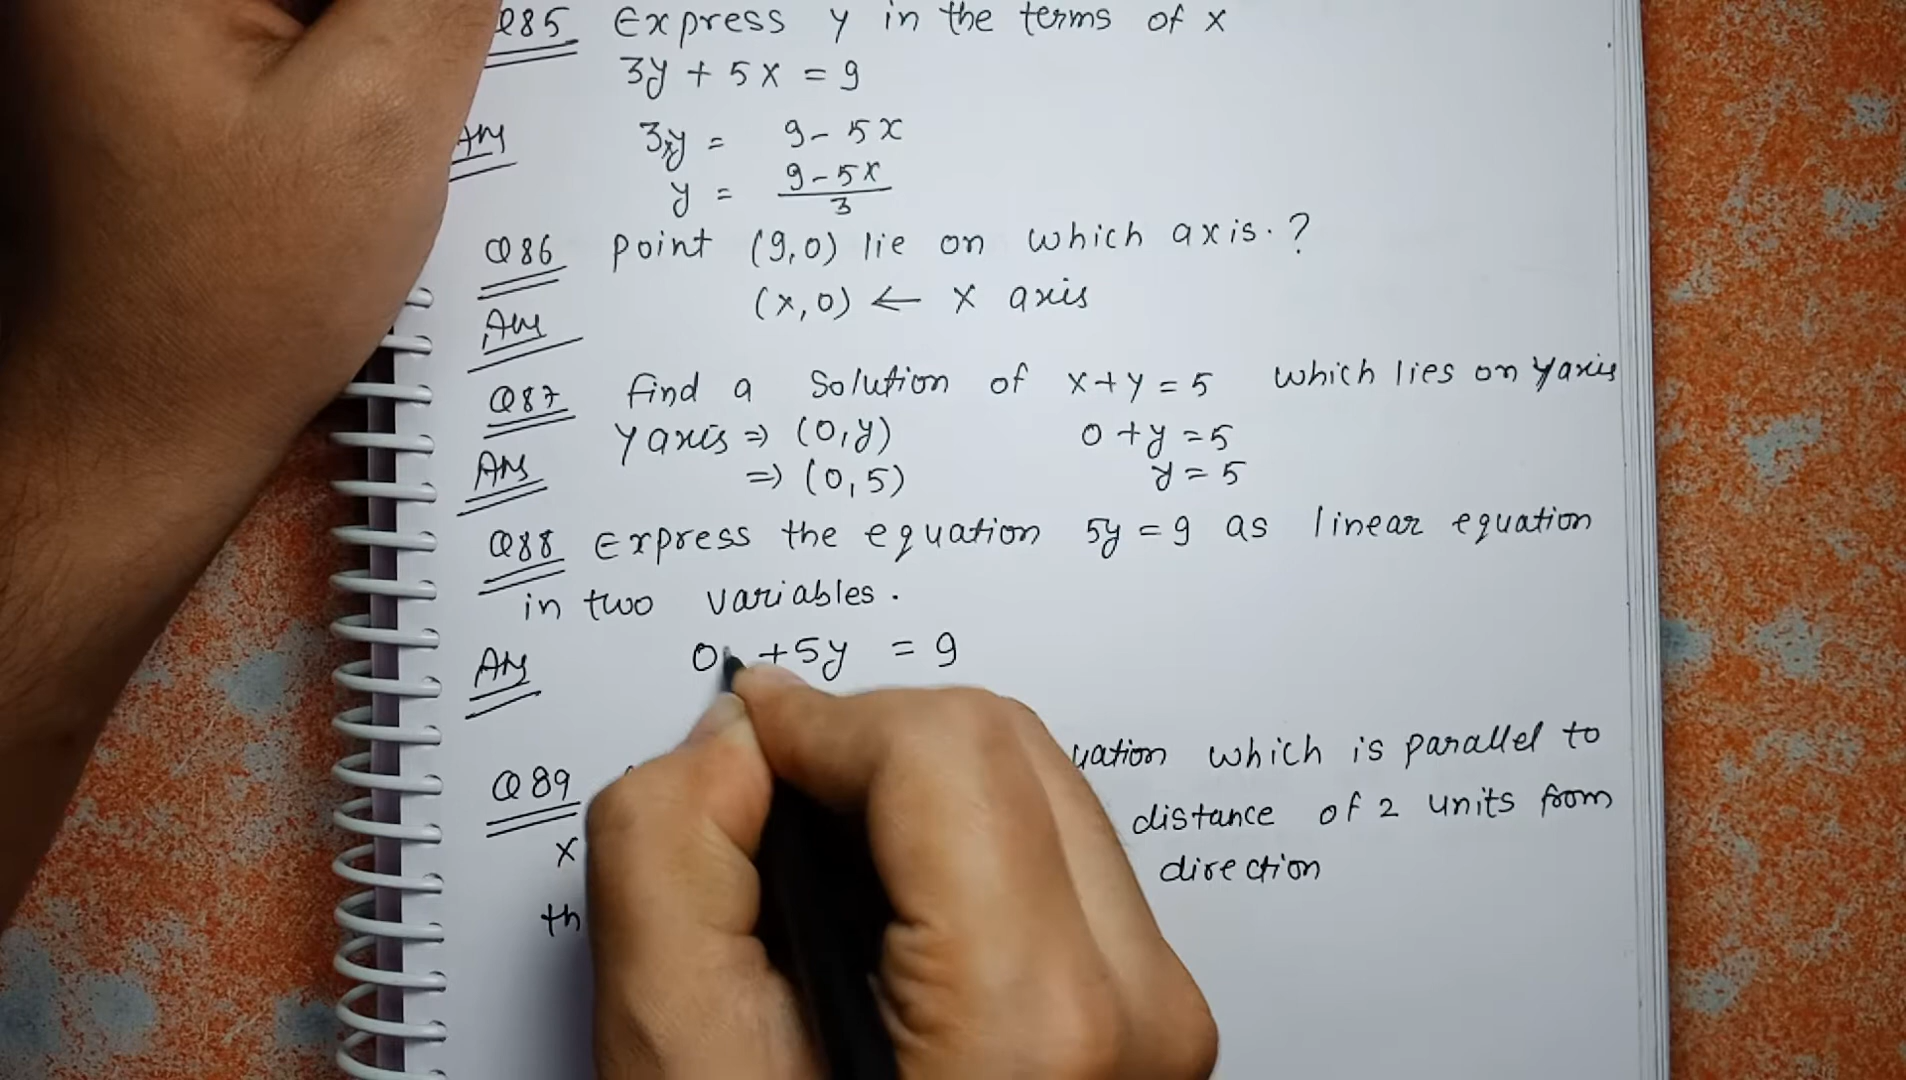 Q85 Express y in the terms of x
3y + 5x = 9
Ans 3y = 9 - 5x
y = 9 - 5x / 3
Q86 Point (9,0) lie on which axis.?
Ans (x,0) ← x axis
Q87 find a Solution of x+y = 5 which lies on y axis
y axis ⇒ (0,y) 0 + y = 5
Ans ⇒ (0,5) y = 5
Q88 Express the equation 5y = 9 as linear equation
in two variables.
Ans 0 +5y = 9
Q89 which is parallel to
x distance of 2 units from
direction